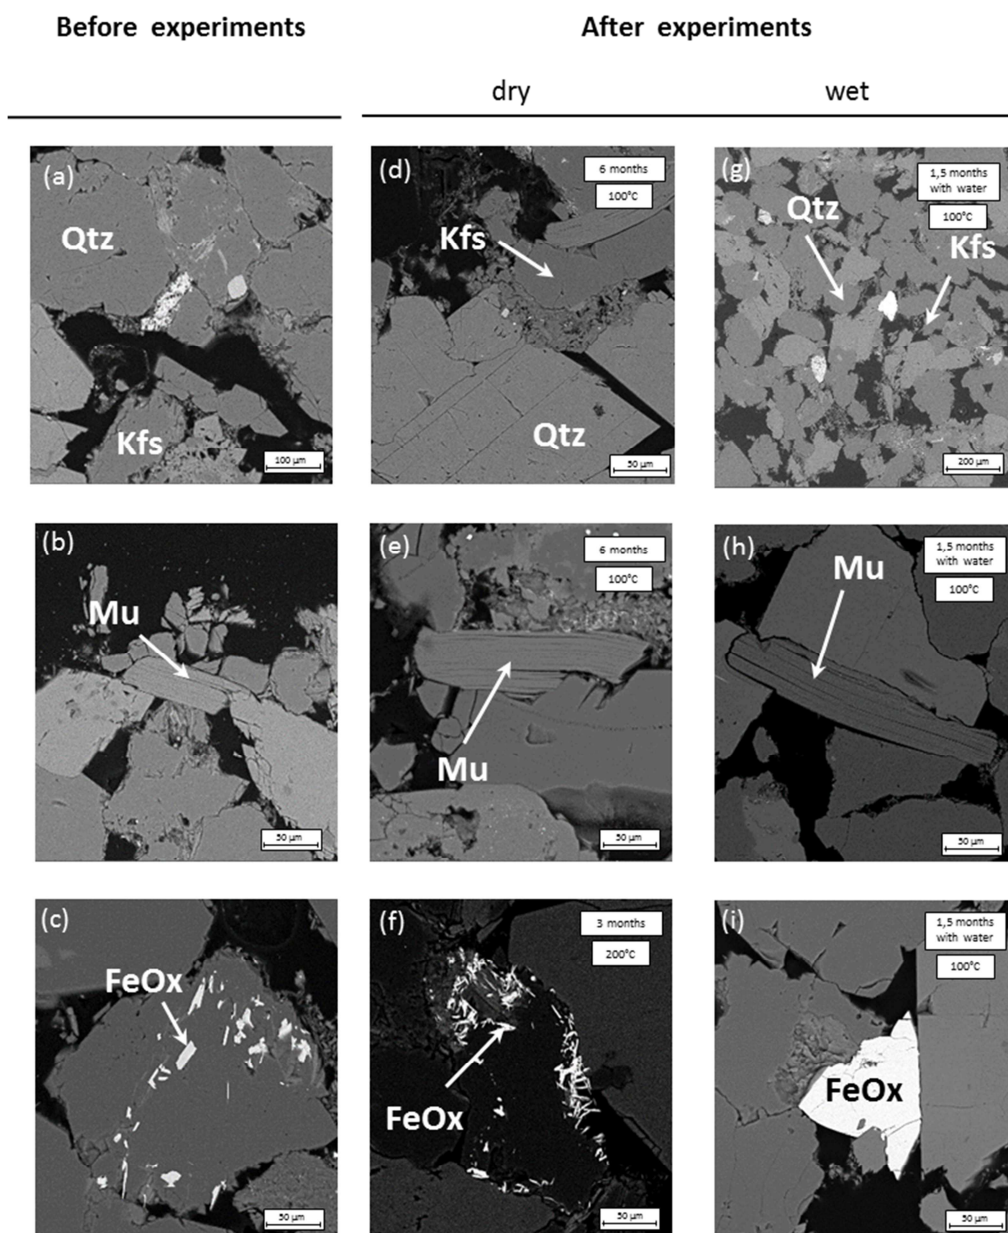 Before experiments
After experiments
dry
wet
(a)
Qtz
Kfs
100 µm
(d)
6 months
100°C
Kfs
Qtz
50 µm
(g)
1,5 months
with water
100°C
Qtz
Kfs
200 µm
(b)
Mu
50 µm
(e)
6 months
100°C
Mu
50 µm
(h)
1,5 months
with water
100°C
Mu
50 µm
(c)
FeOx
50 µm
(f)
3 months
200°C
FeOx
50 µm
(i)
1,5 months
with water
100°C
FeOx
50 µm